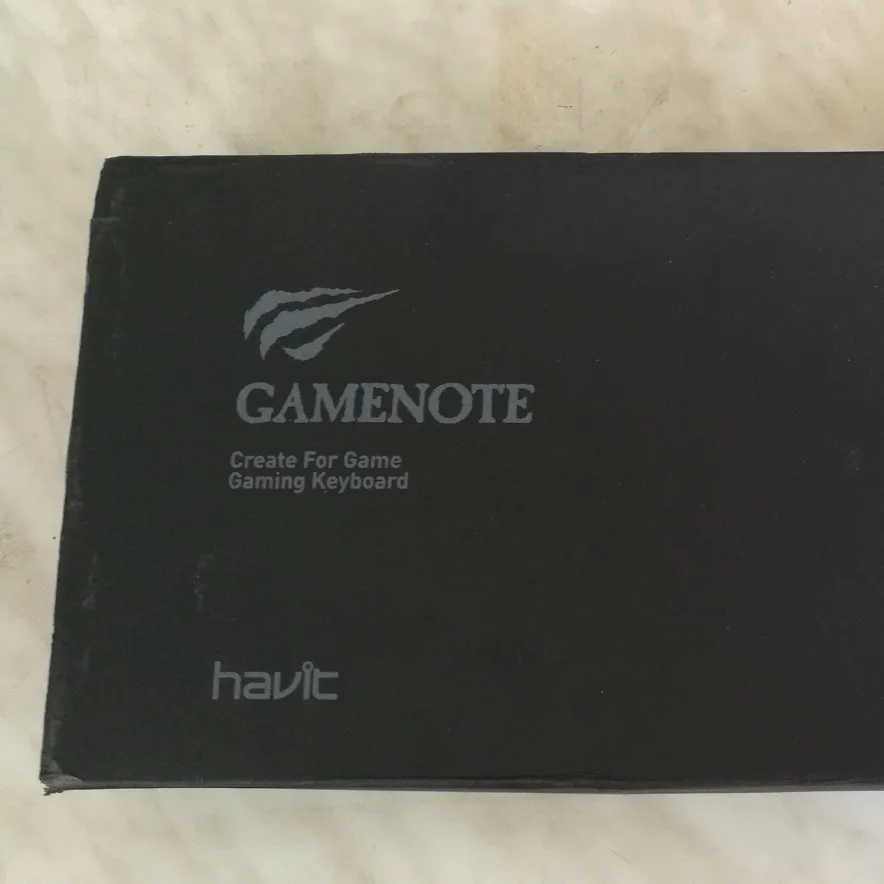 GAMENOTE
Create For Game
Gaming Keyboard
havit